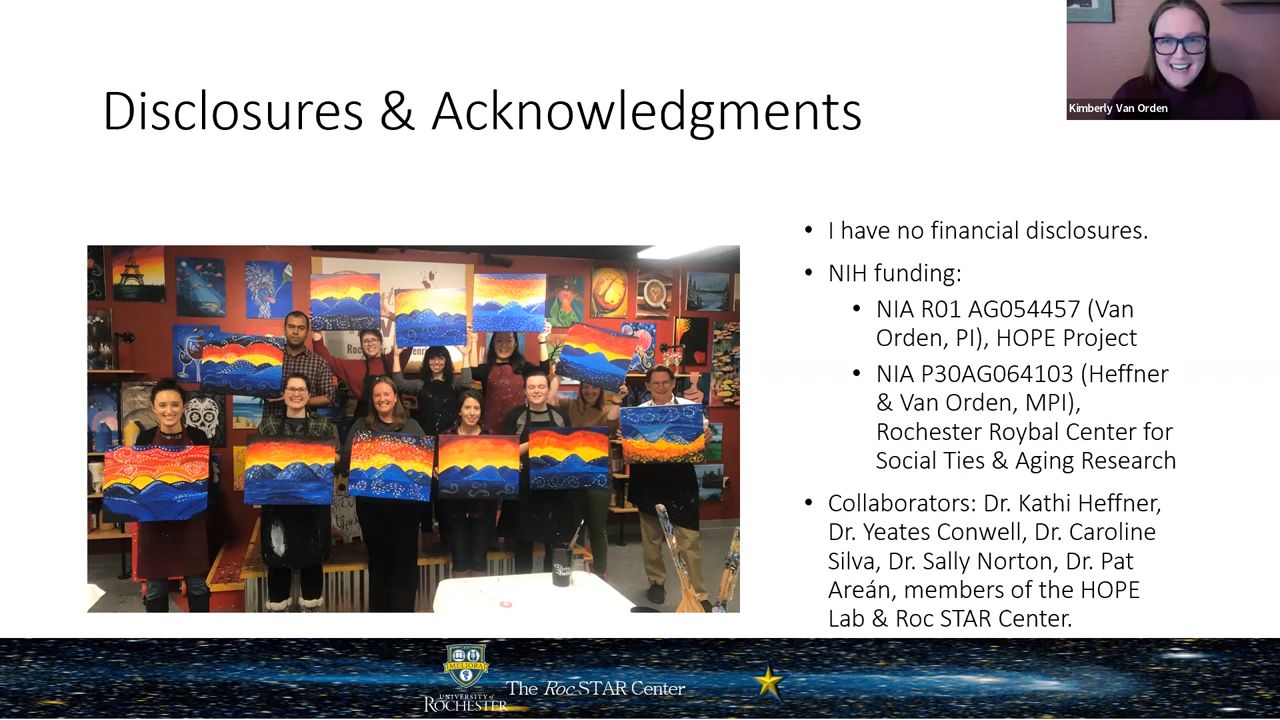 Disclosures & Acknowledgments
Kimberly Van Orden
• I have no financial disclosures.
• NIH funding:
• NIA R01 AG054457 (Van
Orden, PI), HOPE Project
• NIA P30AG064103 (Heffner
& Van Orden, MPI),
Rochester Roybal Center for
Social Ties & Aging Research
• Collaborators: Dr. Kathi Heffner,
Dr. Yeates Conwell, Dr. Caroline
Silva, Dr. Sally Norton, Dr. Pat
Areán, members of the HOPE
Lab & Roc STAR Center.
MELIORA
UNIVERSITY of
ROCHESTER
The RocSTAR Center